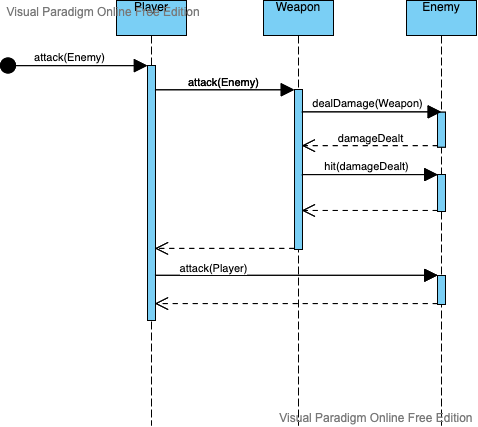 Player
Weapon
Enemy
Visual Paradigm Online Free Edition
attack(Enemy)
attack(Enemy)
dealDamage(Weapon)
damageDealt
hit(damageDealt)
attack(Player)
Visual Paradigm Online Free Edition